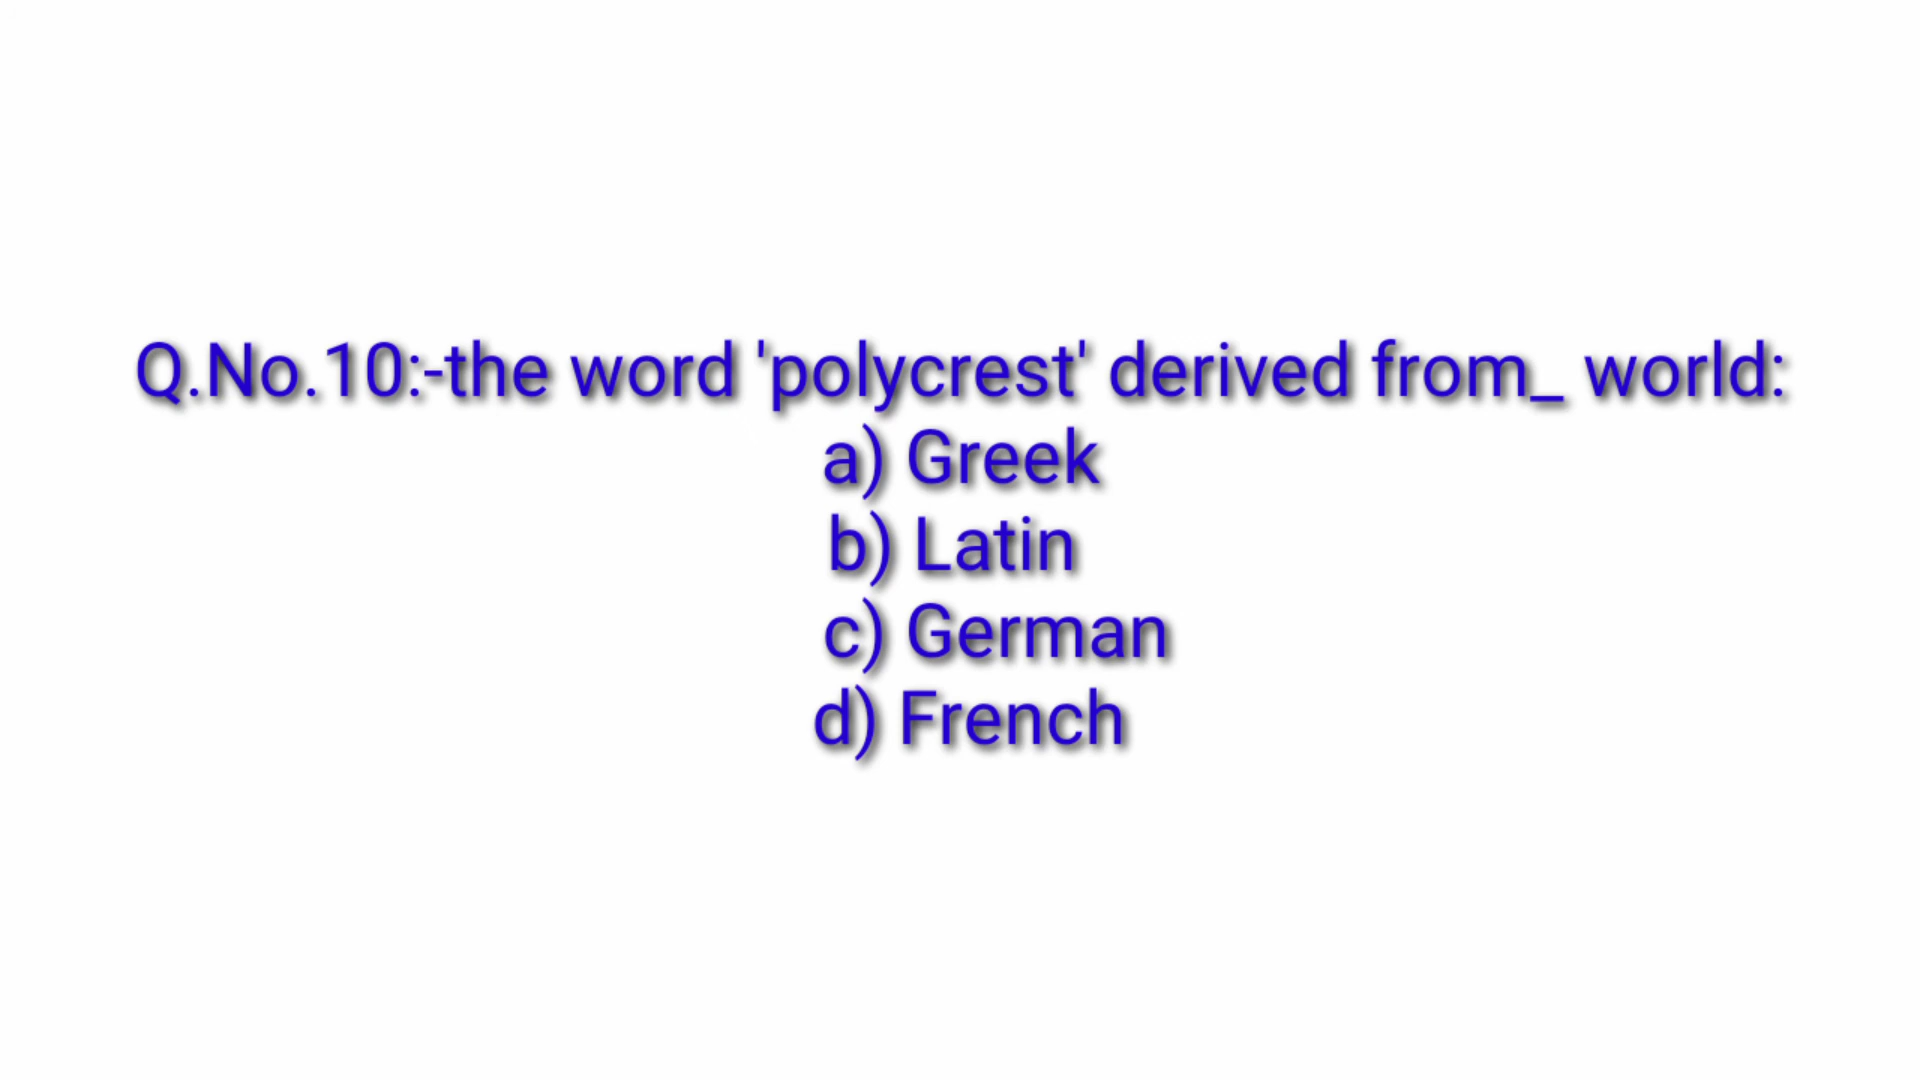 Q.No.10:-the word 'polycrest' derived from_ world:
a) Greek
b) Latin
c) German
d) French